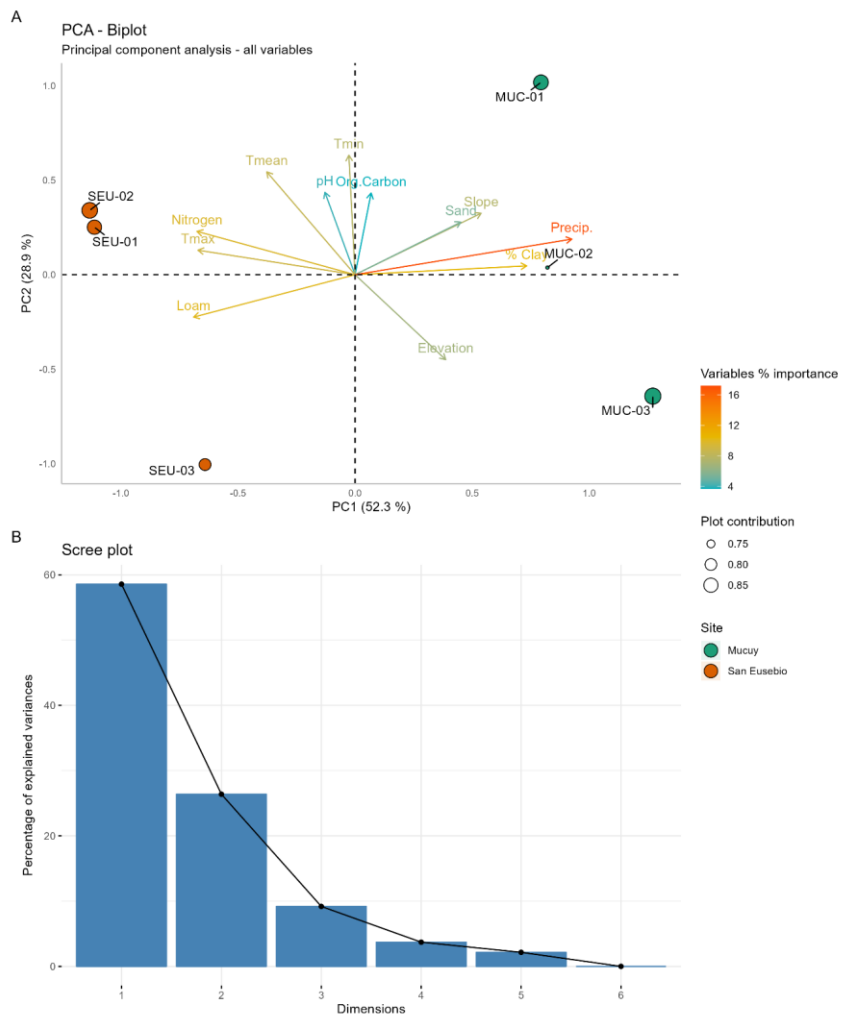 A
PCA - Biplot
Principal component analysis - all variables
1.0
0.5
0.0
-0.5
-1.0
PC2 (28.9 %)
MUC-01
Tmin
Tmean
pH
Org.Carbon
SEU-02
Slope
Sand
Nitrogen
Precip.
SEU-01
Tmax
% Clay
MUC-02
Loam
Elevation
MUC-03
SEU-03
-1.0
-0.5
0.0
0.5
1.0
PC1 (52.3 %)
Variables % importance
16
12
8
4
Plot contribution
0.75
0.80
0.85
Site
Mucuy
San Eusebio
B
Scree plot
60
40
20
0
Percentage of explained variances
1
2
3
4
5
6
Dimensions